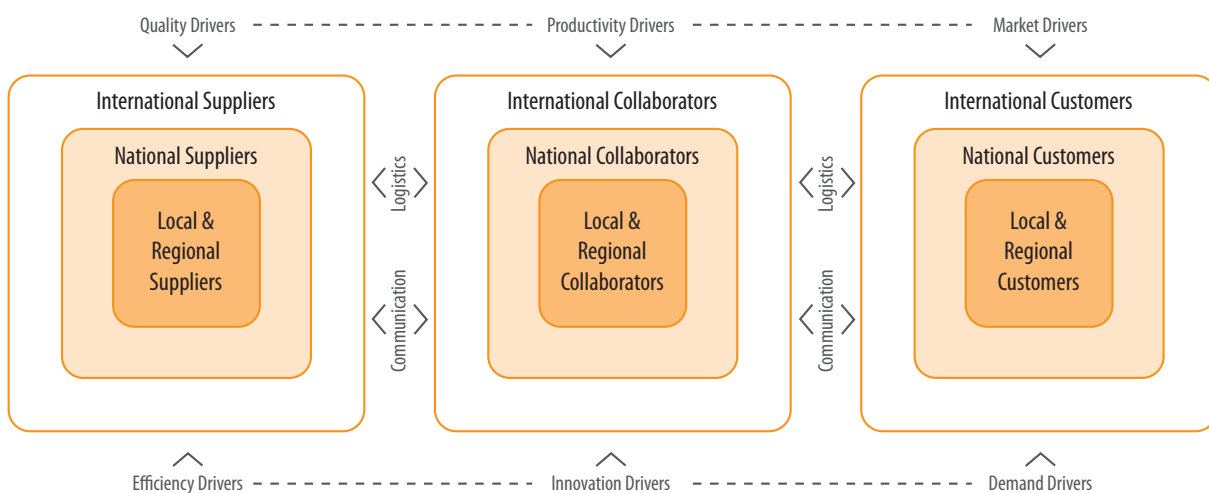 Quality Drivers
Productivity Drivers
Market Drivers
International Suppliers
National Suppliers
Local &
Regional
Suppliers
Logistics
Communication
International Collaborators
National Collaborators
Local &
Regional
Collaborators
Logistics
Communication
International Customers
National Customers
Local &
Regional
Customers
Efficiency Drivers
Innovation Drivers
Demand Drivers